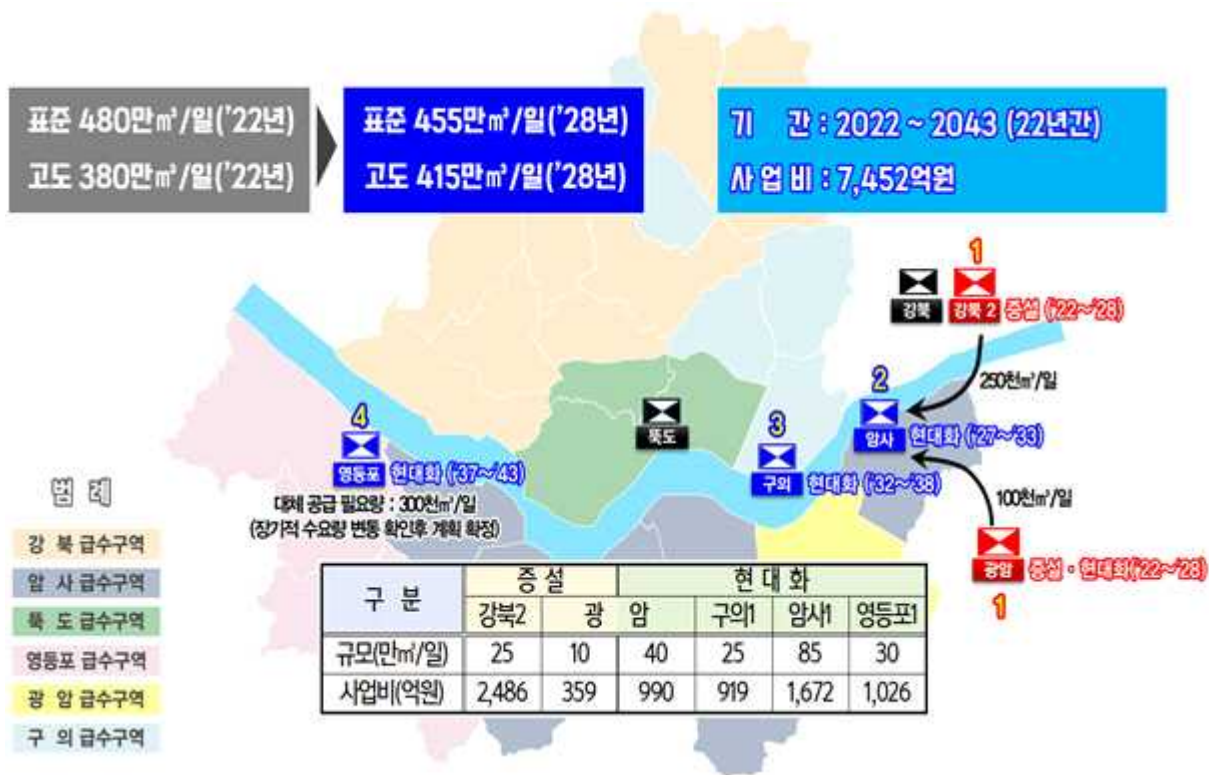 표준 480만㎥/일('22년)
고도 380만㎥/일('22년)
표준 455만㎥/일('28년)
고도 415만㎥/일('28년)
기 간 : 2022 ~ 2043 (22년간)
사 업 비 : 7,452억원
1
강북
강북 2 증설 ('22~'28)
250천㎥/일
2
암사 현대화 ('27~'33)
3
구의 현대화 ('32~'38)
뚝도
4
영등포 현대화 ('37~'43)
대체 공급 필요량 : 300천㎥/일
(장기적 수요량 변동 확인후 계획 확정)
100천㎥/일
광암 증설·현대화('22~'28)
1
범 례
강 북 급수구역
암 사 급수구역
뚝 도 급수구역
영등포 급수구역
광 암 급수구역
구 의 급수구역
구 분 증 설 현 대 화
강북2 광 암 구의1 암사1 영등포1
규모(만㎥/일) 25 10 40 25 85 30
사업비(억원) 2,486 359 990 919 1,672 1,026